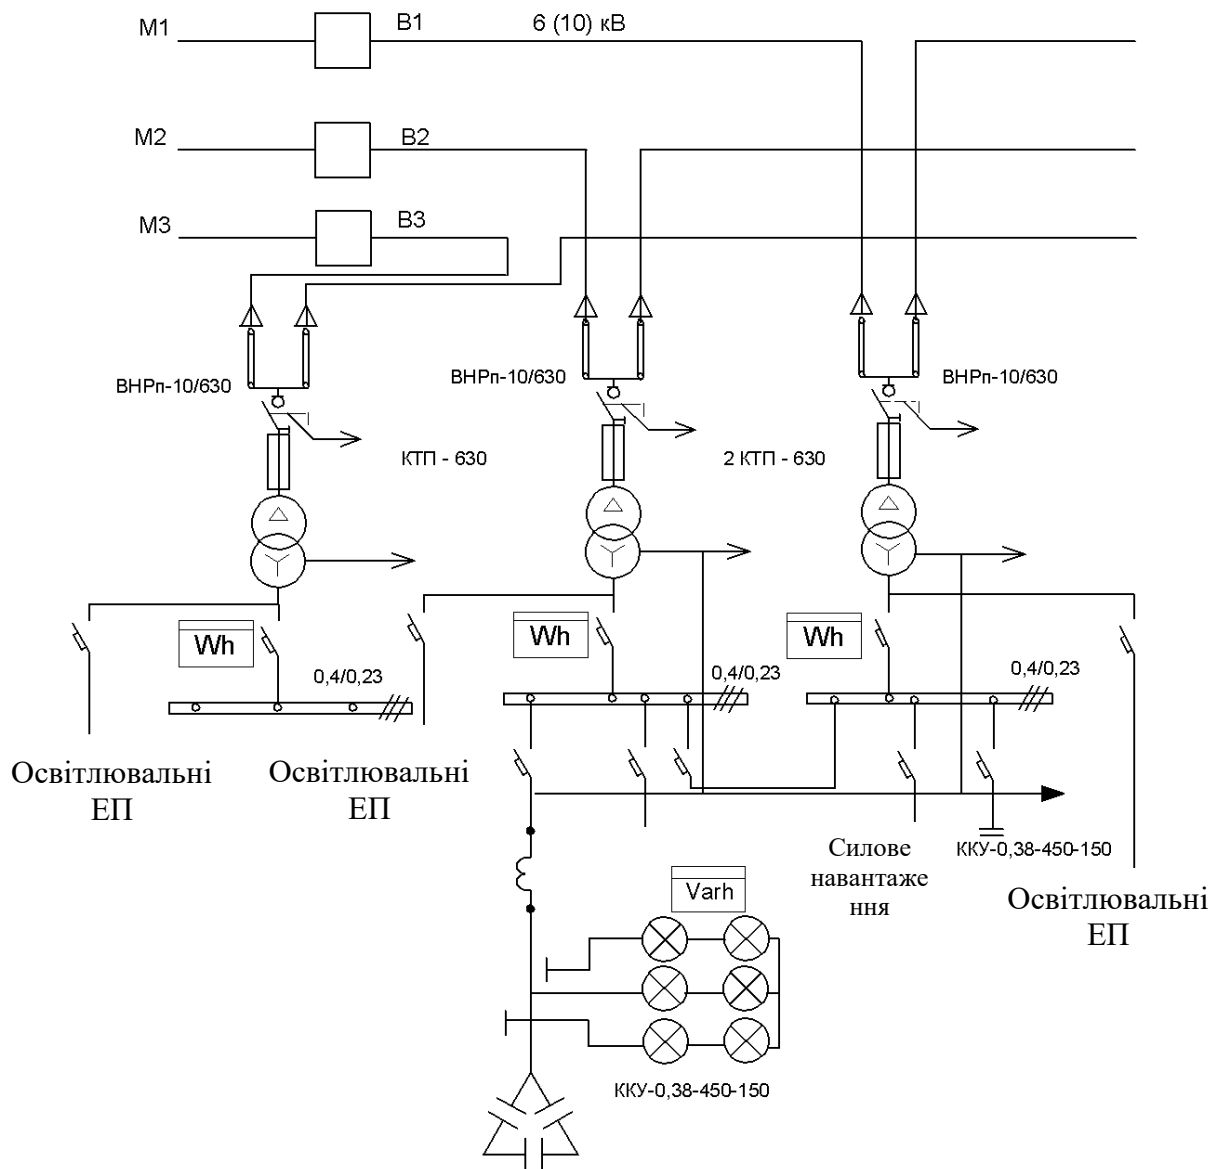 М1
В1
6 (10) кВ
М2
В2
М3
В3
ВНРп-10/630
ВНРп-10/630
ВНРп-10/630
КТП - 630
2 КТП - 630
Wh
Wh
Wh
0,4/0,23
0,4/0,23
0,4/0,23
Освітлювальні
ЕП
Освітлювальні
ЕП
Силове
навантаже
ння
ККУ-0,38-450-150
Освітлювальні
ЕП
Varh
ККУ-0,38-450-150